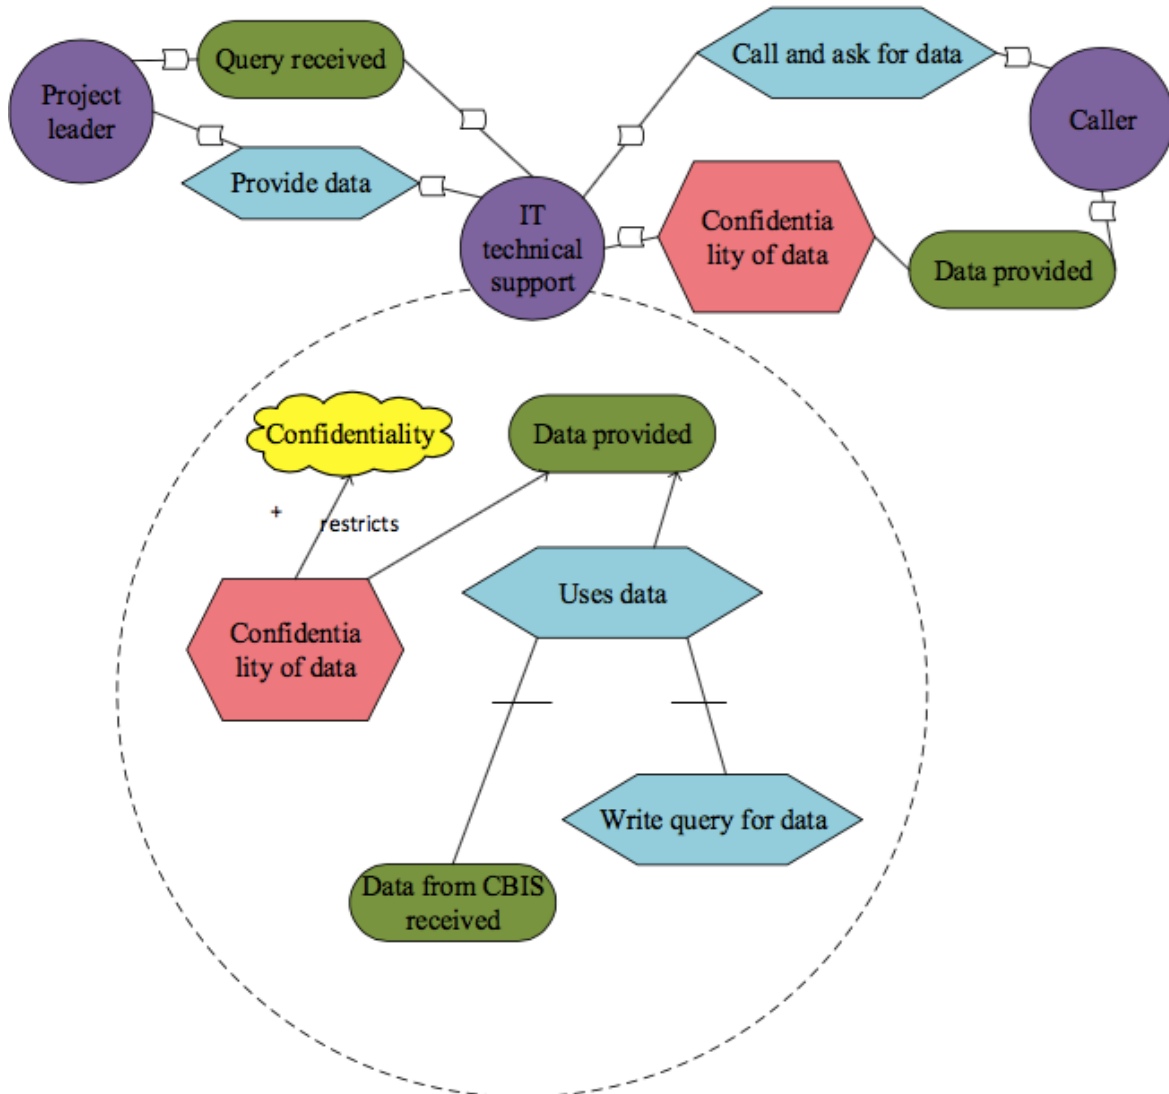 Query received
Call and ask for data
Project
leader
Caller
Provide data
IT
technical
support
Confidentia
lity of data
Data provided
Confidentiality
Data provided
+
restricts
Uses data
Confidentia
lity of data
Write query for data
Data from CBIS
received